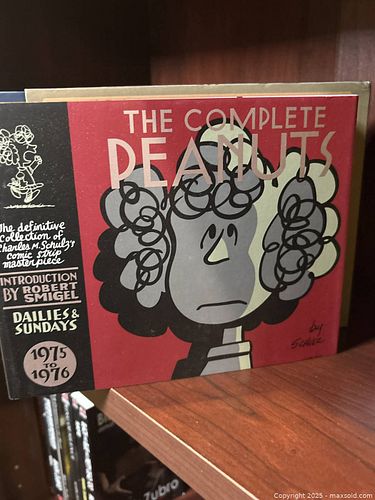 THE COMPLETE
PEANUTS
The definitive
collection of
Charles M. Schulz's
comic strip
masterpiece
INTRODUCTION
BY ROBERT
SMIGEL
DAILIES &
SUNDAYS
1975
TO
1976
by
Schulz
Zubro
Copyright © 2025 - maxsold.com